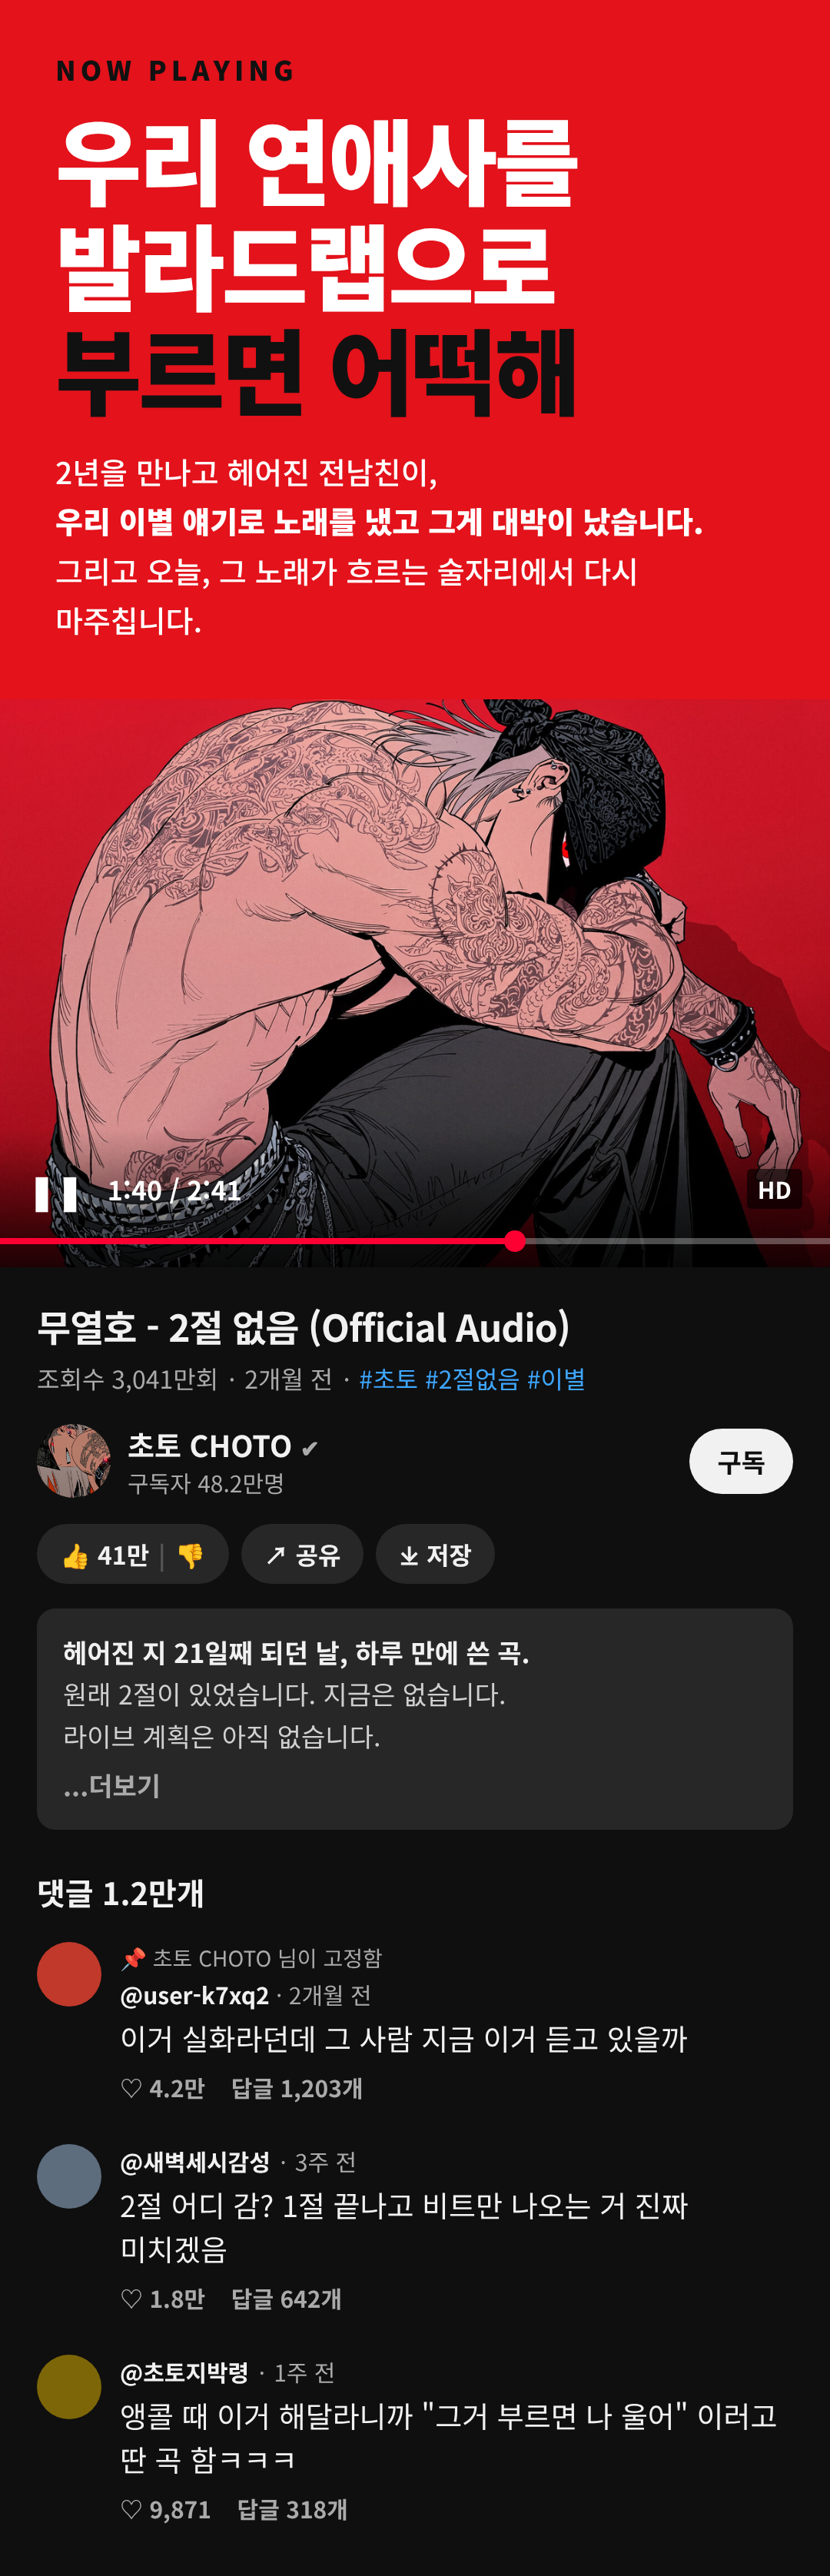 NOW PLAYING
우리 연애사를
발라드랩으로
부르면 어떡해
2년을 만나고 헤어진 전남친이,
우리 이별 얘기로 노래를 냈고 그게 대박이 났습니다.
그리고 오늘, 그 노래가 흐르는 술자리에서 다시
마주칩니다.
1:40 / 2:41
HD
무열호 - 2절 없음 (Official Audio)
조회수 3,041만회 · 2개월 전 · #초토 #2절없음 #이별
초토 CHOTO ✔
구독자 48.2만명
구독
👍 41만 | 👎
↗ 공유
↓ 저장
헤어진 지 21일째 되던 날, 하루 만에 쓴 곡.
원래 2절이 있었습니다. 지금은 없습니다.
라이브 계획은 아직 없습니다.
...더보기
댓글 1.2만개
📌 초토 CHOTO 님이 고정함
@user-k7xq2 · 2개월 전
이거 실화라던데 그 사람 지금 이거 듣고 있을까
♡ 4.2만 답글 1,203개
@새벽세시감성 · 3주 전
2절 어디 감? 1절 끝나고 비트만 나오는 거 진짜
미치겠음
♡ 1.8만 답글 642개
@초토지박령 · 1주 전
앵콜 때 이거 해달라니까 "그거 부르면 나 울어" 이러고
딴 곡 함ㅋㅋㅋ
♡ 9,871 답글 318개